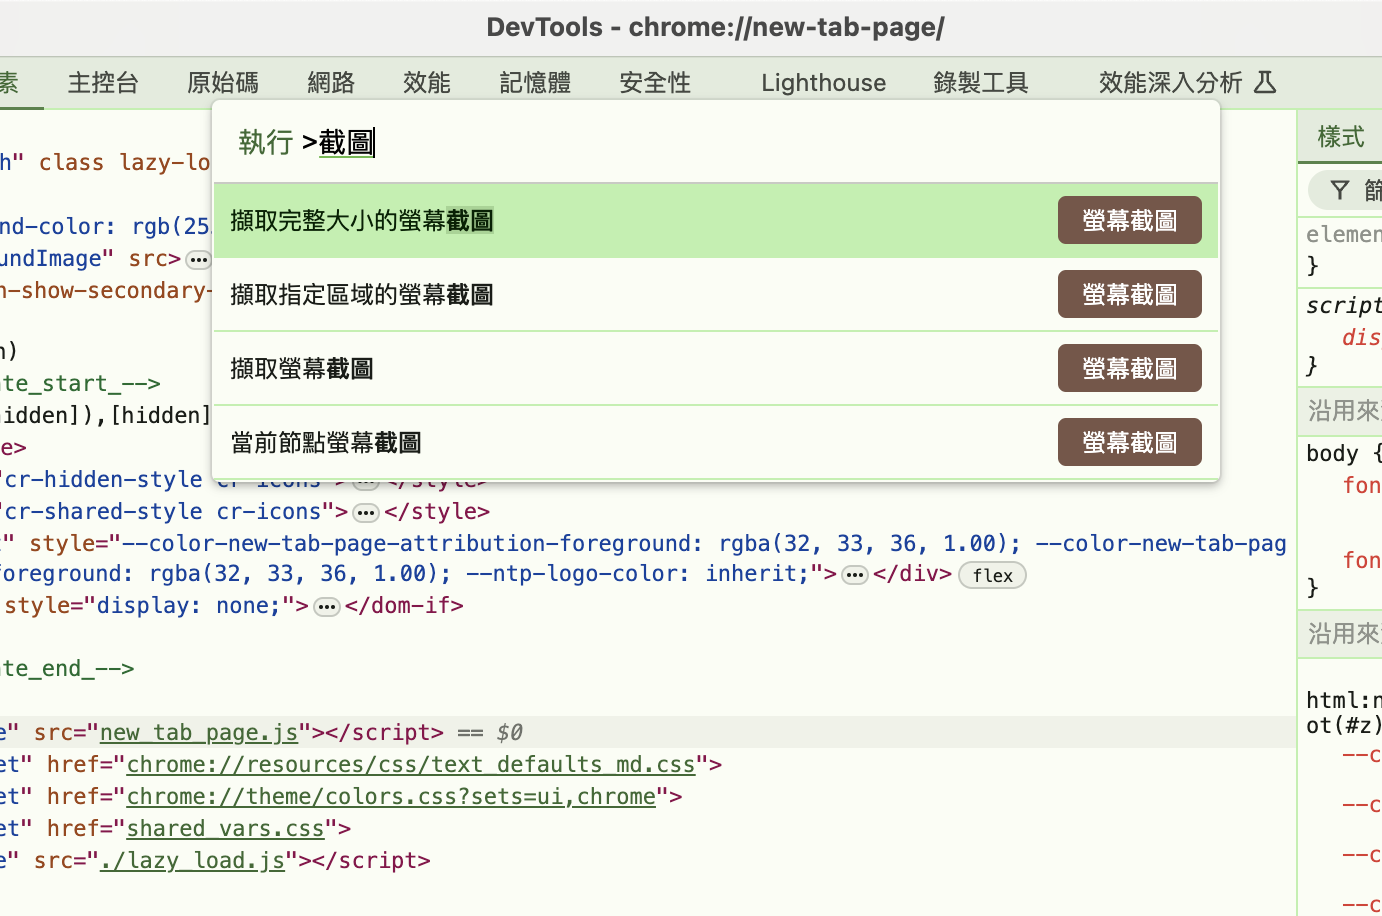 DevTools - chrome://new-tab-page/
素 主控台 原始碼 網路 效能 記憶體 安全性 Lighthouse 錄製工具 效能深入分析
執行 >截圖
擷取完整大小的螢幕截圖 螢幕截圖
擷取指定區域的螢幕截圖 螢幕截圖
擷取螢幕截圖 螢幕截圖
當前節點螢幕截圖 螢幕截圖
h" class lazy-lo
nd-color: rgb(25
undImage" src>
-show-secondary-
)
te_start_-->
hidden]),[hidden]
e>
"cr-hidden-style cr-icons"></style>
"cr-shared-style cr-icons"></style>
" style="--color-new-tab-page-attribution-foreground: rgba(32, 33, 36, 1.00); --color-new-tab-pag
foreground: rgba(32, 33, 36, 1.00); --ntp-logo-color: inherit;"></div> flex
style="display: none;"></dom-if>
te_end_-->
e" src="new_tab_page.js"></script> == $0
et" href="chrome://resources/css/text_defaults_md.css">
et" href="chrome://theme/colors.css?sets=ui,chrome">
et" href="shared_vars.css">
e" src="./lazy_load.js"></script>
樣式
篩
elemen
}
script
dis
}
沿用來
body {
fon
fon
}
沿用來
html:n
ot(#z)
--c
--c
--c
--c